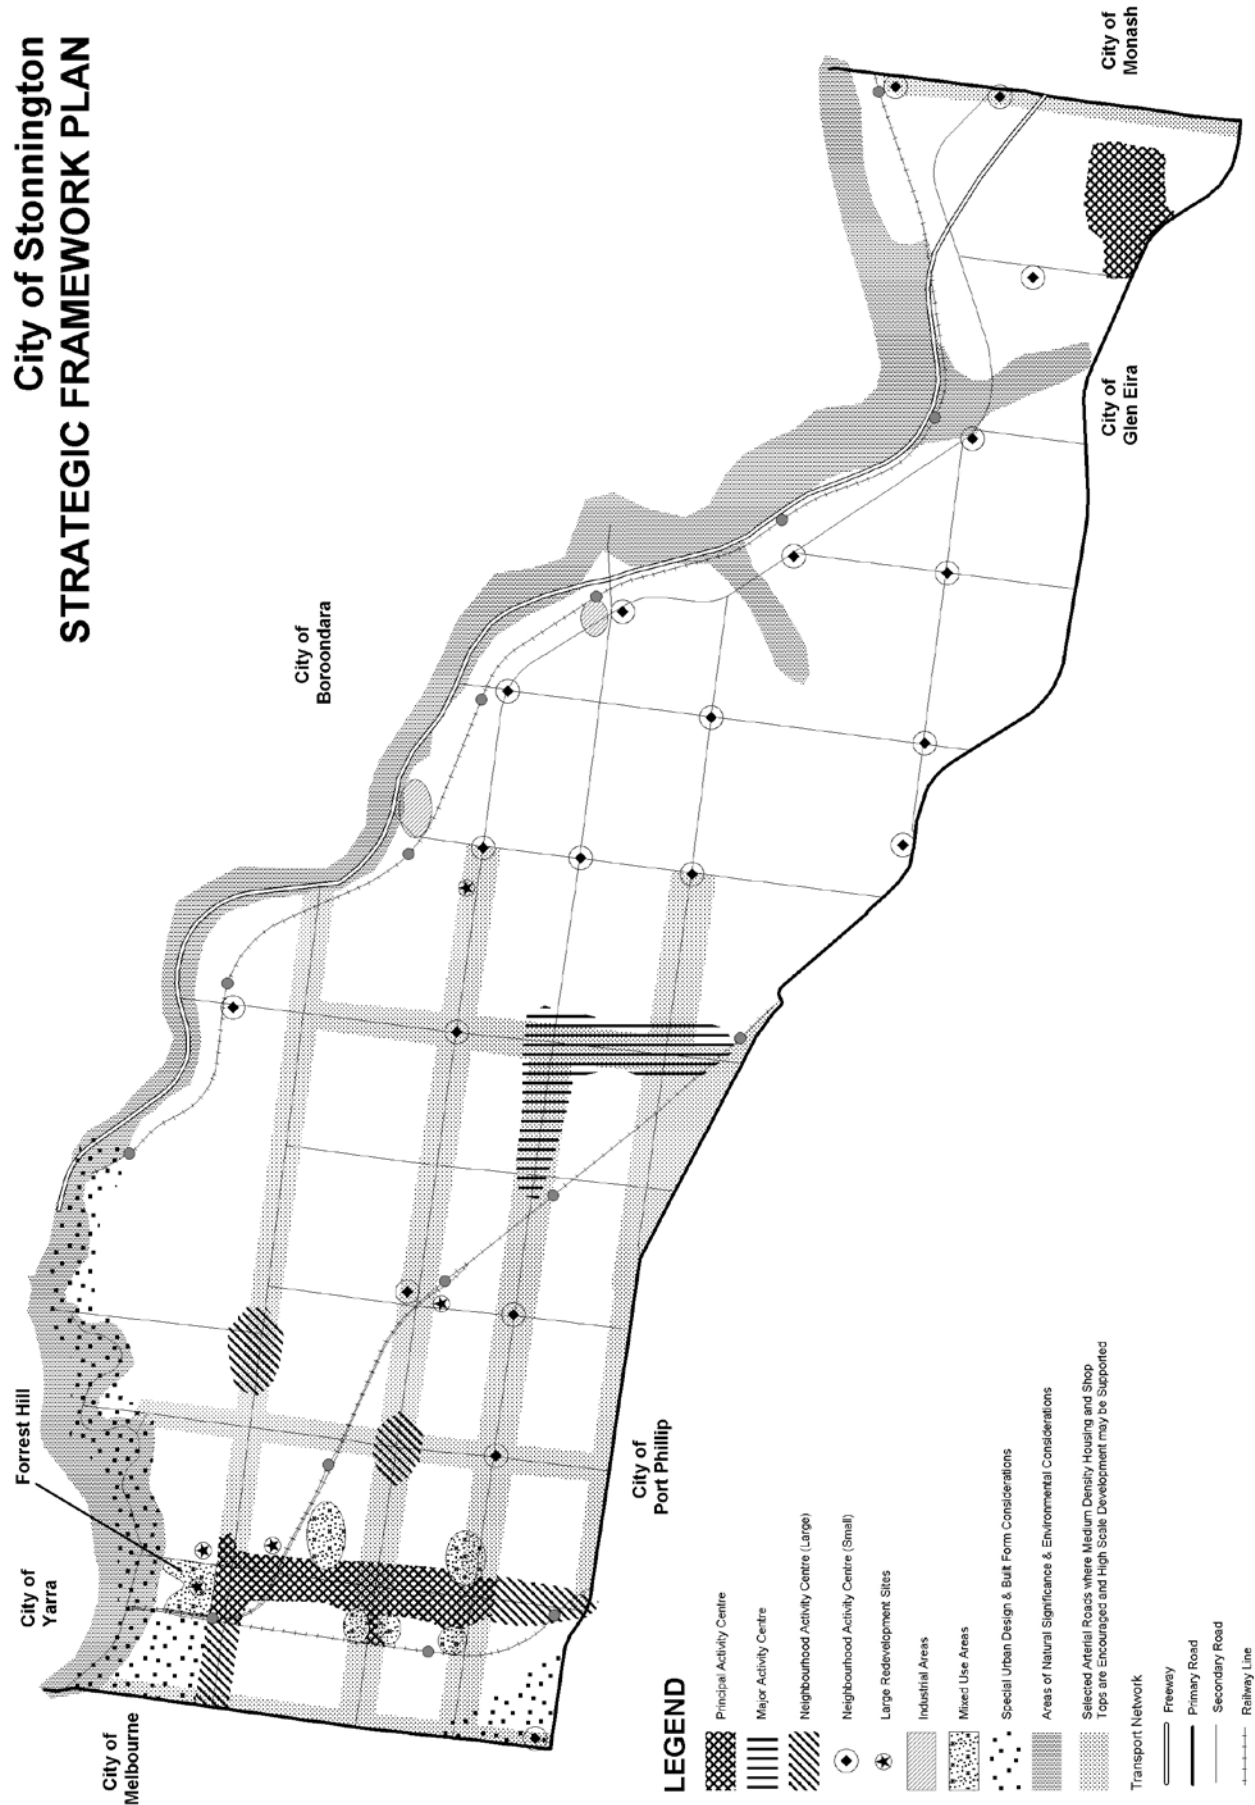 City of Stonnington
STRATEGIC FRAMEWORK PLAN
City of
Melbourne
City of
Yarra
Forrest Hill
City of
Boroondara
City of
Port Phillip
City of
Glen Eira
City of
Monash
LEGEND
Principal Activity Centre
Major Activity Centre
Neighbourhood Activity Centre (Large)
Neighbourhood Activity Centre (Small)
Large Redevelopment Sites
Industrial Areas
Mixed Use Areas
Special Urban Design & Built Form Considerations
Areas of Natural Significance & Environmental Considerations
Selected Arterial Roads where Medium Density Housing and Shop
Tops are Encouraged and High Scale Development may be Supported
Transport Network
Freeway
Primary Road
Secondary Road
Railway Line